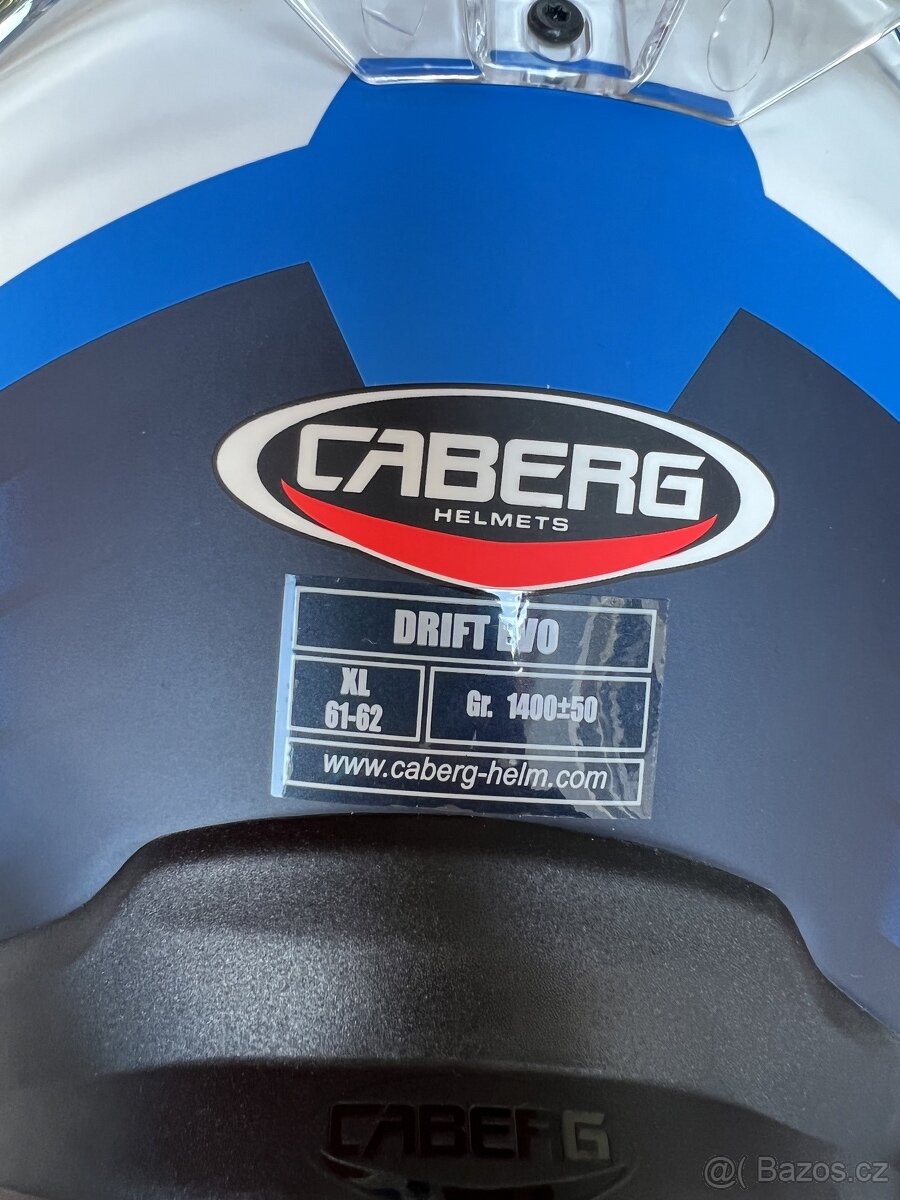 CABERG
HELMETS
DRIFT EVO
XL
61-62
Gr. 1400±50
www.caberg-helm.com
CABERG
@( Bazos.cz